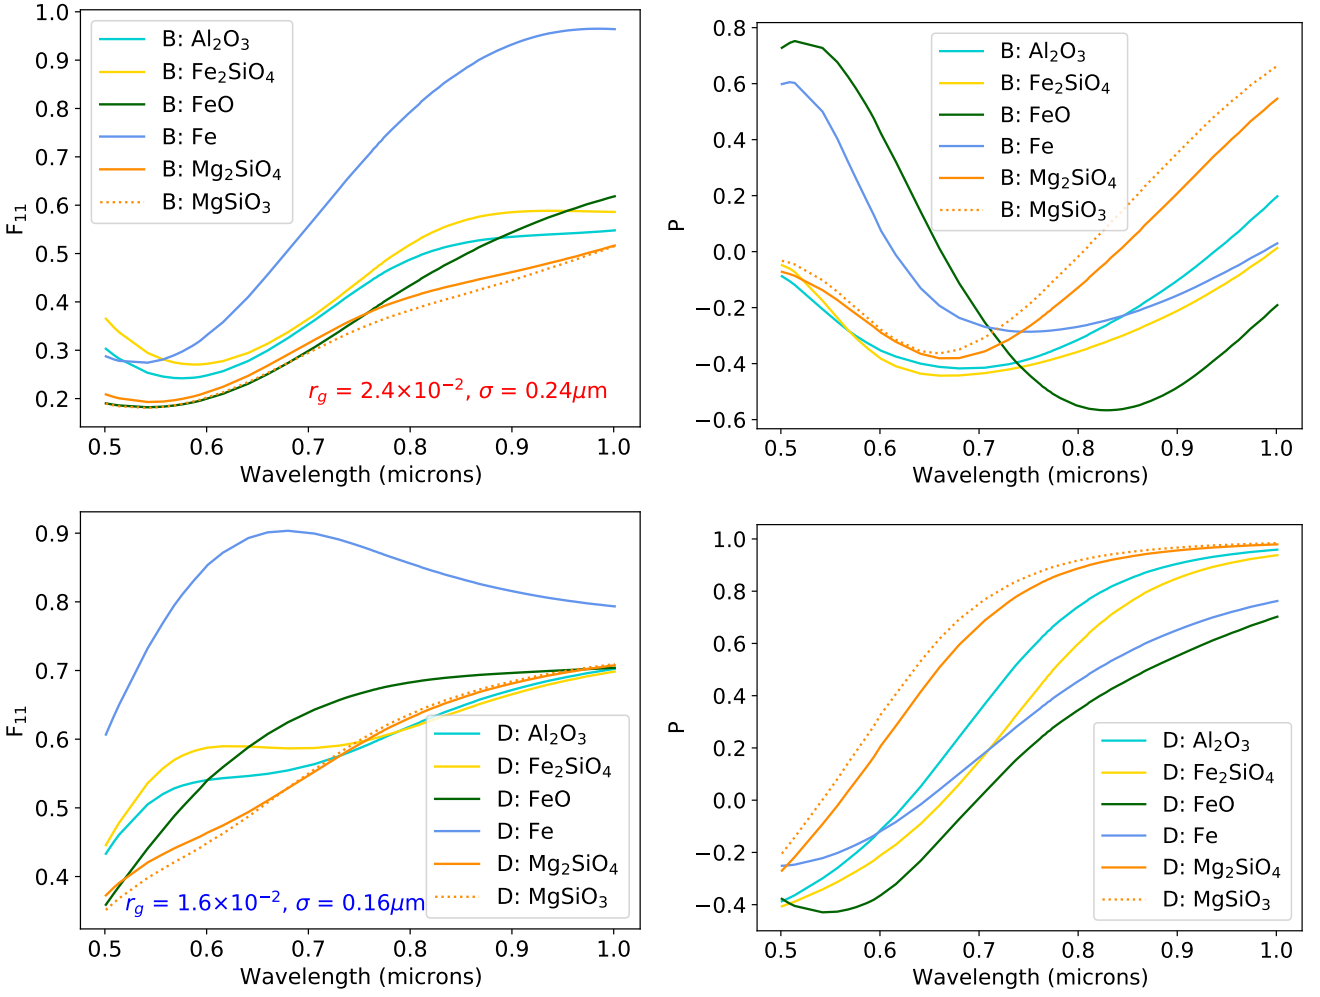 1.0
0.9
0.8
0.7
0.6
0.5
0.4
0.3
0.2
F₁₁
B: Al₂O₃
B: Fe₂SiO₄
B: FeO
B: Fe
B: Mg₂SiO₄
B: MgSiO₃
r_g = 2.4×10⁻², σ = 0.24μm
0.5 0.6 0.7 0.8 0.9 1.0
Wavelength (microns)
0.8
0.6
0.4
0.2
0.0
−0.2
−0.4
−0.6
P
B: Al₂O₃
B: Fe₂SiO₄
B: FeO
B: Fe
B: Mg₂SiO₄
B: MgSiO₃
0.5 0.6 0.7 0.8 0.9 1.0
Wavelength (microns)
0.9
0.8
0.7
0.6
0.5
0.4
F₁₁
D: Al₂O₃
D: Fe₂SiO₄
D: FeO
D: Fe
D: Mg₂SiO₄
D: MgSiO₃
r_g = 1.6×10⁻², σ = 0.16μm
0.5 0.6 0.7 0.8 0.9 1.0
Wavelength (microns)
1.0
0.8
0.6
0.4
0.2
0.0
−0.2
−0.4
P
D: Al₂O₃
D: Fe₂SiO₄
D: FeO
D: Fe
D: Mg₂SiO₄
D: MgSiO₃
0.5 0.6 0.7 0.8 0.9 1.0
Wavelength (microns)